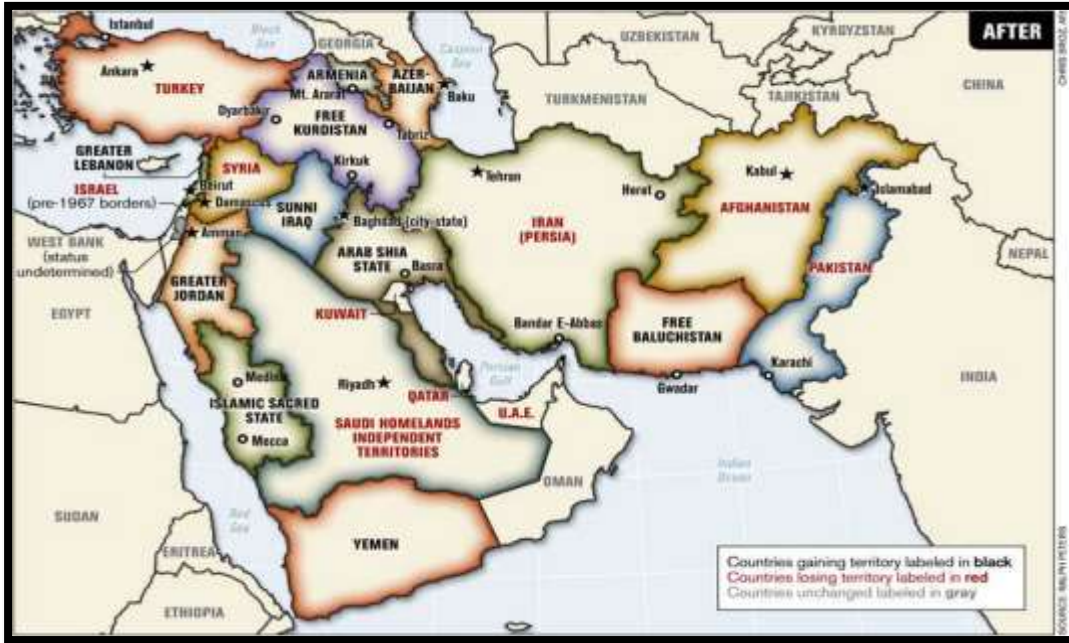 AFTER
Istanbul
Black
Sea
GEORGIA
Caspian
Sea
UZBEKISTAN
KYRGYZSTAN
Ankara
TURKEY
ARMENIA
Mt. Ararat
AZER-
BAIJAN
Baku
TURKMENISTAN
TAJIKISTAN
CHINA
Dyarbakir
FREE
KURDISTAN
Tabriz
GREATER
LEBANON
SYRIA
Kirkuk
Tehran
Herat
Kabul
Islamabad
ISRAEL
(pre-1967 borders)
Beirut
Damascus
SUNNI
IRAQ
Baghdad (city-state)
IRAN
(PERSIA)
AFGHANISTAN
WEST BANK
(status
undetermined)
Amman
ARAB SHIA
STATE
Basra
PAKISTAN
NEPAL
GREATER
JORDAN
EGYPT
KUWAIT
Bandar E-Abbas
FREE
BALUCHISTAN
Karachi
Gwadar
INDIA
Medina
ISLAMIC SACRED
STATE
Mecca
Riyadh
Persian
Gulf
QATAR
U.A.E.
SAUDI HOMELANDS
INDEPENDENT
TERRITORIES
OMAN
Indian
Ocean
SUDAN
Red
Sea
YEMEN
ERITREA
ETHIOPIA
Countries gaining territory labeled in black
Countries losing territory labeled in red
Countries unchanged labeled in gray
SOURCE: RALPH PETERS